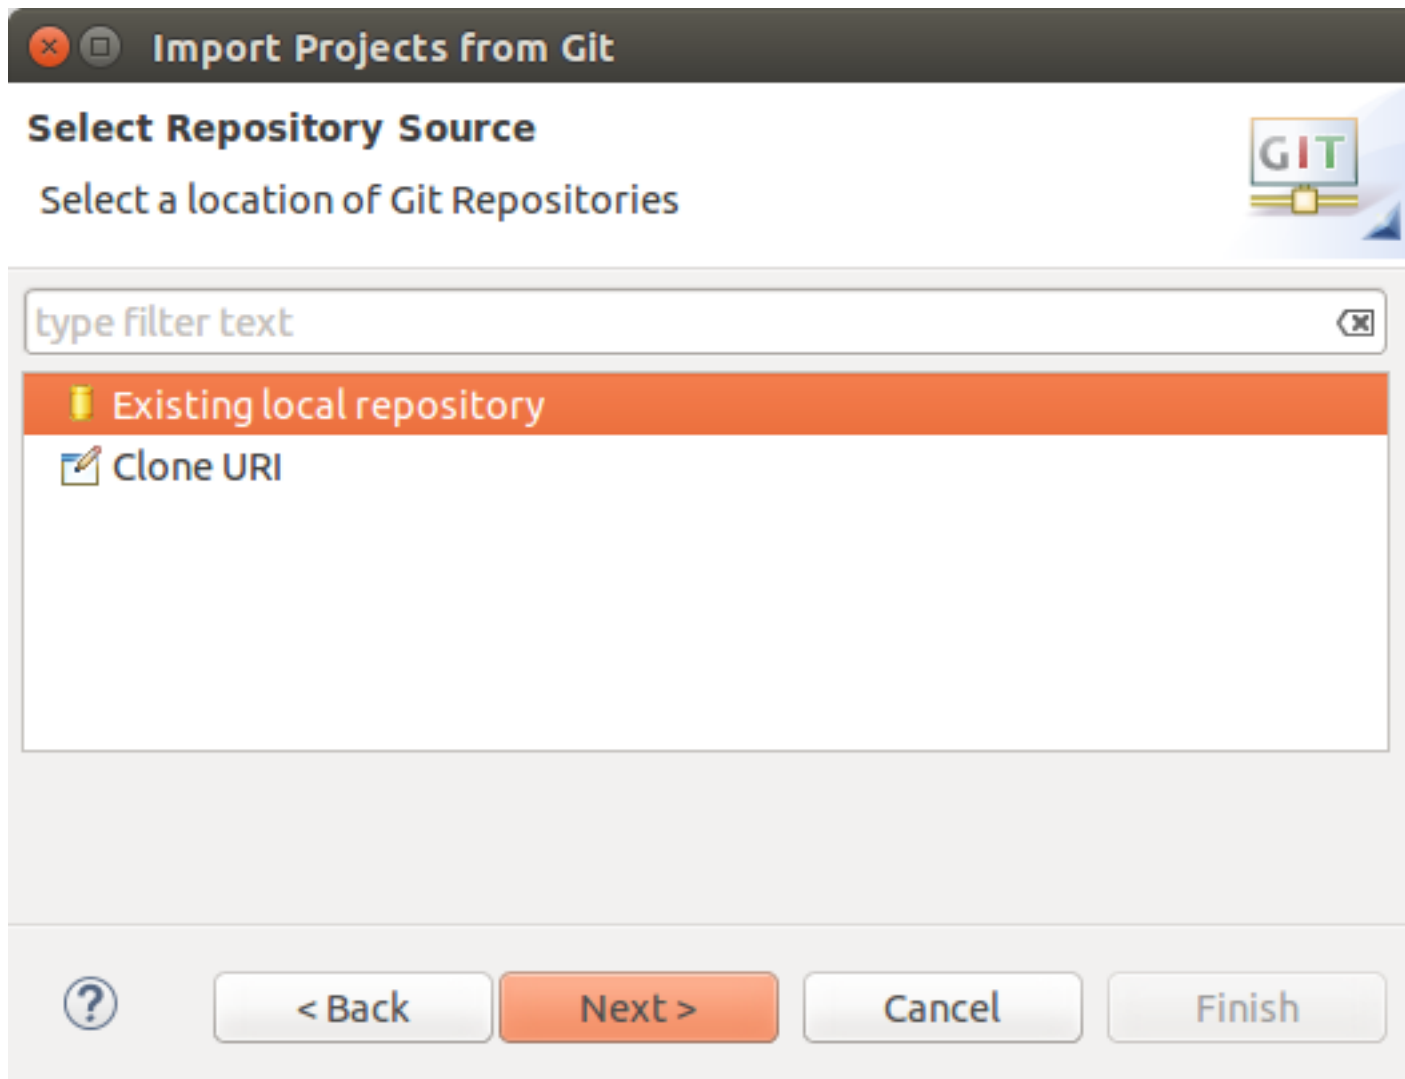 Import Projects from Git
Select Repository Source
GIT
Select a location of Git Repositories
type filter text
Existing local repository
Clone URI
?
< Back
Next >
Cancel
Finish